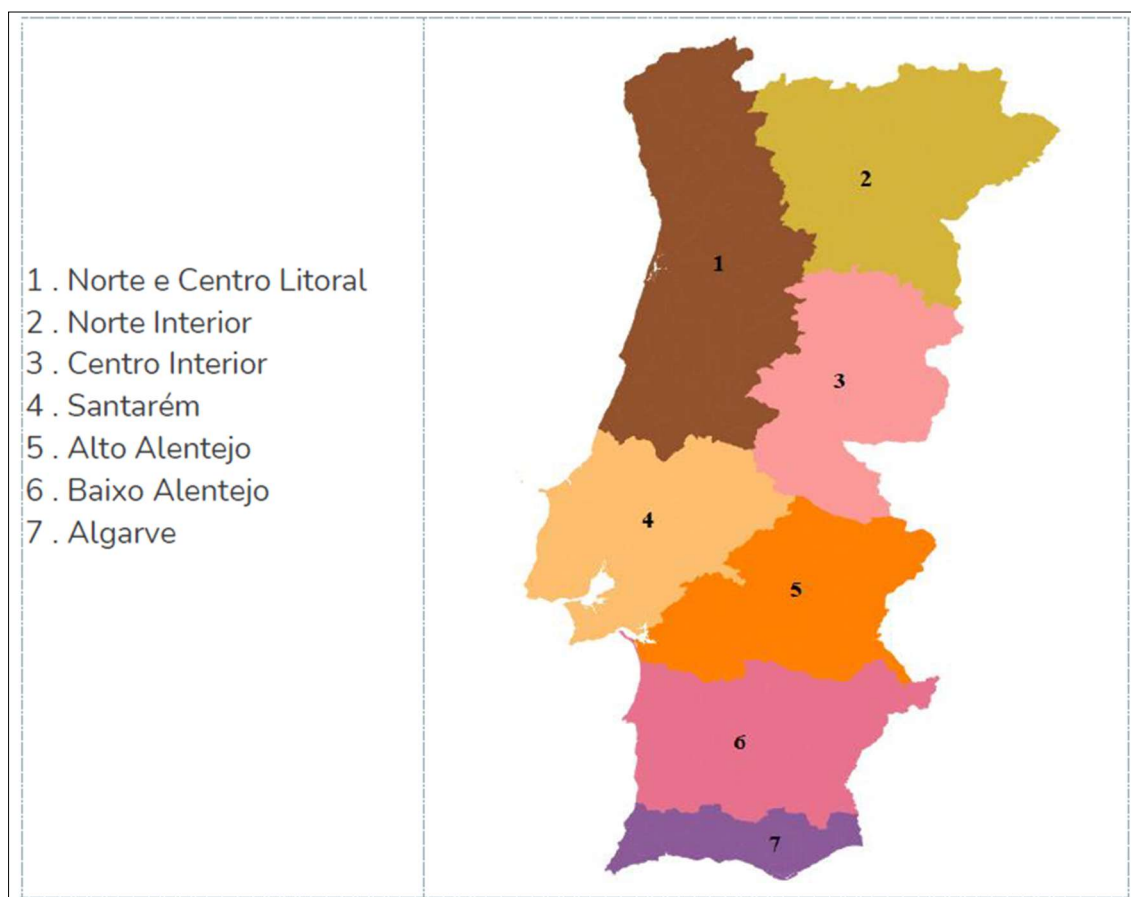 1 . Norte e Centro Litoral
2 . Norte Interior
3 . Centro Interior
4 . Santarém
5 . Alto Alentejo
6 . Baixo Alentejo
7 . Algarve
2
1
3
4
5
6
7